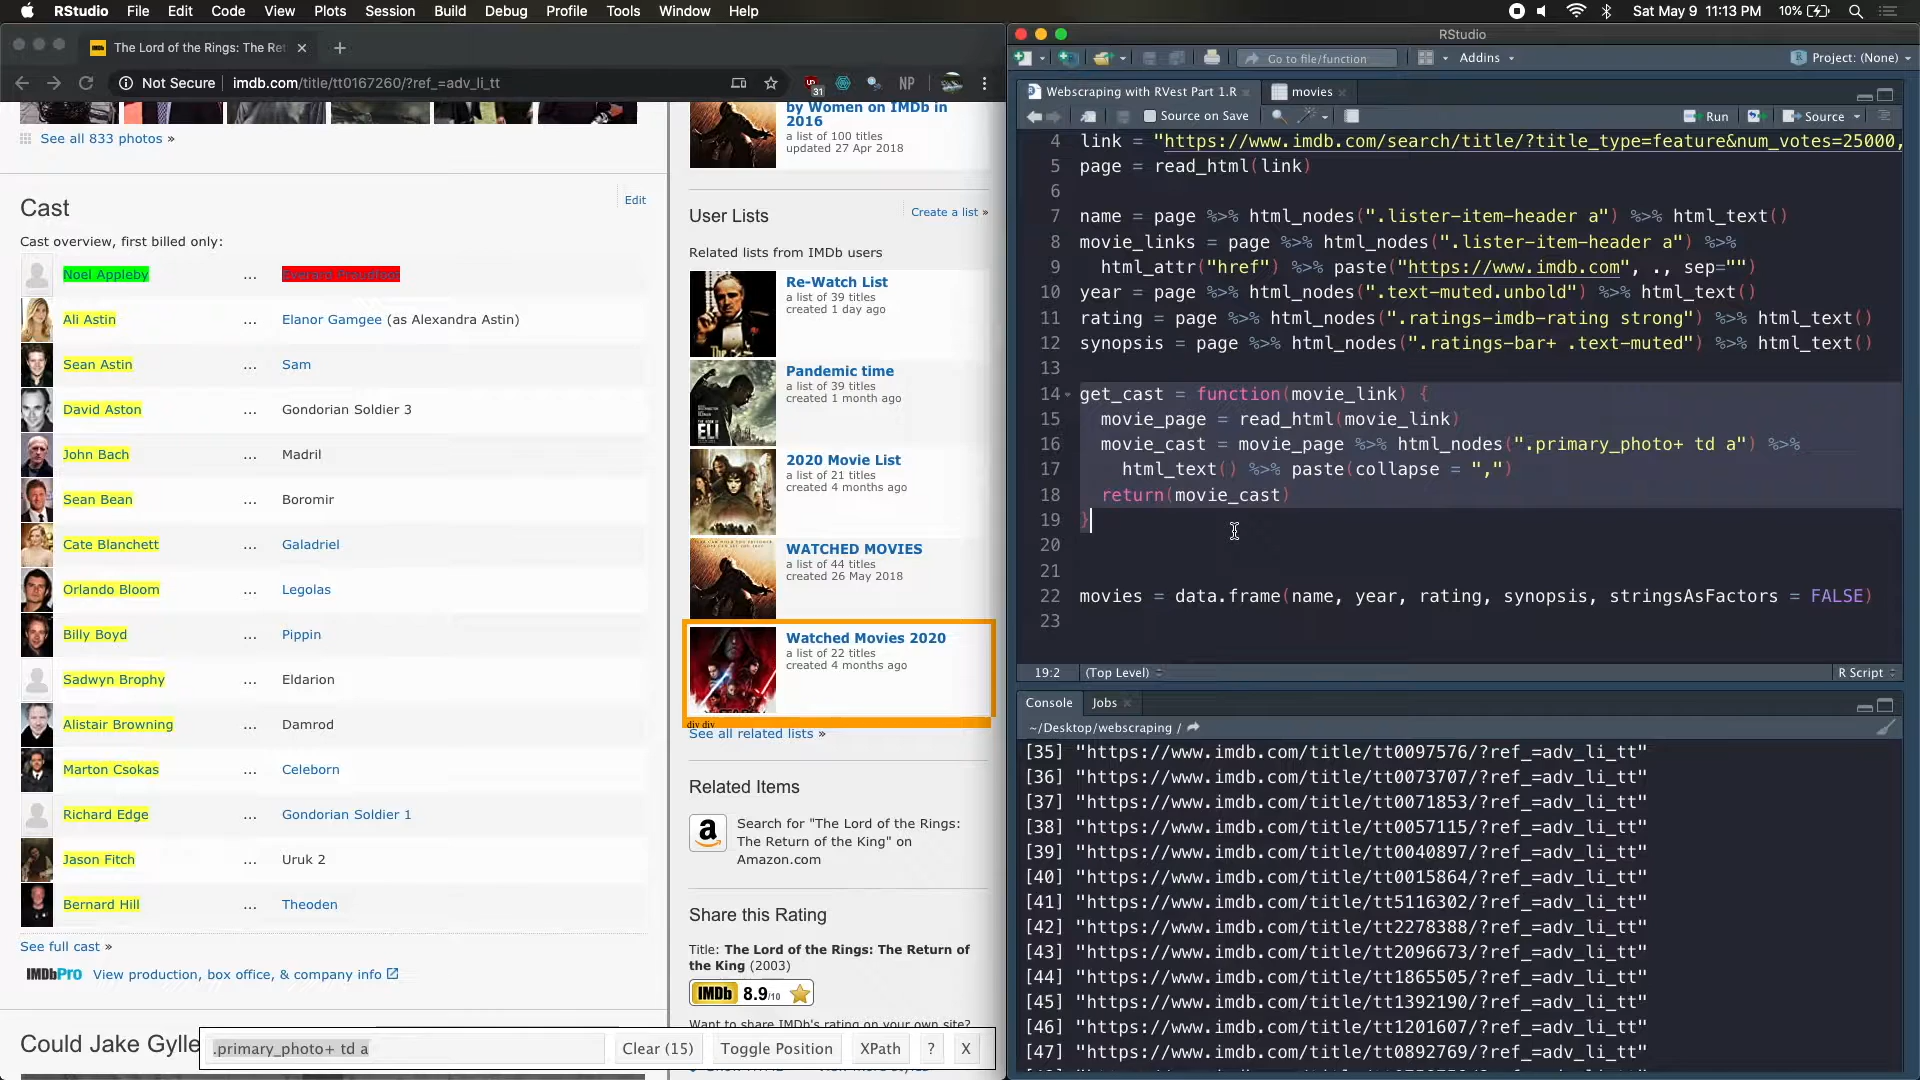 RStudio File Edit Code View Plots Session Build Debug Profile Tools Window Help
Sat May 9 11:13 PM 10%
The Lord of the Rings: The Ret
Not Secure imdb.com/title/tt0167260/?ref_=adv_li_tt
31 NP
See all 833 photos »
Cast
Edit
Cast overview, first billed only:
Noel Appleby ... Everard Proudfoot
Ali Astin ... Elanor Gamgee (as Alexandra Astin)
Sean Astin ... Sam
David Aston ... Gondorian Soldier 3
John Bach ... Madril
Sean Bean ... Boromir
Cate Blanchett ... Galadriel
Orlando Bloom ... Legolas
Billy Boyd ... Pippin
Sadwyn Brophy ... Eldarion
Alistair Browning ... Damrod
Marton Csokas ... Celeborn
Richard Edge ... Gondorian Soldier 1
Jason Fitch ... Uruk 2
Bernard Hill ... Theoden
See full cast »
IMDbPro View production, box office, & company info
Could Jake Gylle
by Women on IMDb in
2016
a list of 100 titles
updated 27 Apr 2018
User Lists
Create a list »
Related lists from IMDb users
Re-Watch List
a list of 39 titles
created 1 day ago
Pandemic time
a list of 39 titles
created 1 month ago
2020 Movie List
a list of 21 titles
created 4 months ago
WATCHED MOVIES
a list of 44 titles
created 26 May 2018
Watched Movies 2020
a list of 22 titles
created 4 months ago
div div
See all related lists »
Related Items
Search for "The Lord of the Rings:
The Return of the King" on
Amazon.com
Share this Rating
Title: The Lord of the Rings: The Return of
the King (2003)
IMDb 8.9/10
Want to share IMDb's rating on your own site?
.primary_photo+ td a
Clear (15) Toggle Position XPath ? X
RStudio
Go to file/function Addins Project: (None)
Webscraping with RVest Part 1.R movies
Source on Save Run Source
4 link = "https://www.imdb.com/search/title/?title_type=feature&num_votes=25000,
5 page = read_html(link)
6
7 name = page %>% html_nodes(".lister-item-header a") %>% html_text()
8 movie_links = page %>% html_nodes(".lister-item-header a") %>%
9 html_attr("href") %>% paste("https://www.imdb.com", ., sep="")
10 year = page %>% html_nodes(".text-muted.unbold") %>% html_text()
11 rating = page %>% html_nodes(".ratings-imdb-rating strong") %>% html_text()
12 synopsis = page %>% html_nodes(".ratings-bar+ .text-muted") %>% html_text()
13
14 get_cast = function(movie_link) {
15 movie_page = read_html(movie_link)
16 movie_cast = movie_page %>% html_nodes(".primary_photo+ td a") %>%
17 html_text() %>% paste(collapse = ",")
18 return(movie_cast)
19 }
20
21
22 movies = data.frame(name, year, rating, synopsis, stringsAsFactors = FALSE)
23
19:2 (Top Level) R Script
Console Jobs
~/Desktop/webscraping/
[35] "https://www.imdb.com/title/tt0097576/?ref_=adv_li_tt"
[36] "https://www.imdb.com/title/tt0073707/?ref_=adv_li_tt"
[37] "https://www.imdb.com/title/tt0071853/?ref_=adv_li_tt"
[38] "https://www.imdb.com/title/tt0057115/?ref_=adv_li_tt"
[39] "https://www.imdb.com/title/tt0040897/?ref_=adv_li_tt"
[40] "https://www.imdb.com/title/tt0015864/?ref_=adv_li_tt"
[41] "https://www.imdb.com/title/tt5116302/?ref_=adv_li_tt"
[42] "https://www.imdb.com/title/tt2278388/?ref_=adv_li_tt"
[43] "https://www.imdb.com/title/tt2096673/?ref_=adv_li_tt"
[44] "https://www.imdb.com/title/tt1865505/?ref_=adv_li_tt"
[45] "https://www.imdb.com/title/tt1392190/?ref_=adv_li_tt"
[46] "https://www.imdb.com/title/tt1201607/?ref_=adv_li_tt"
[47] "https://www.imdb.com/title/tt0892769/?ref_=adv_li_tt"